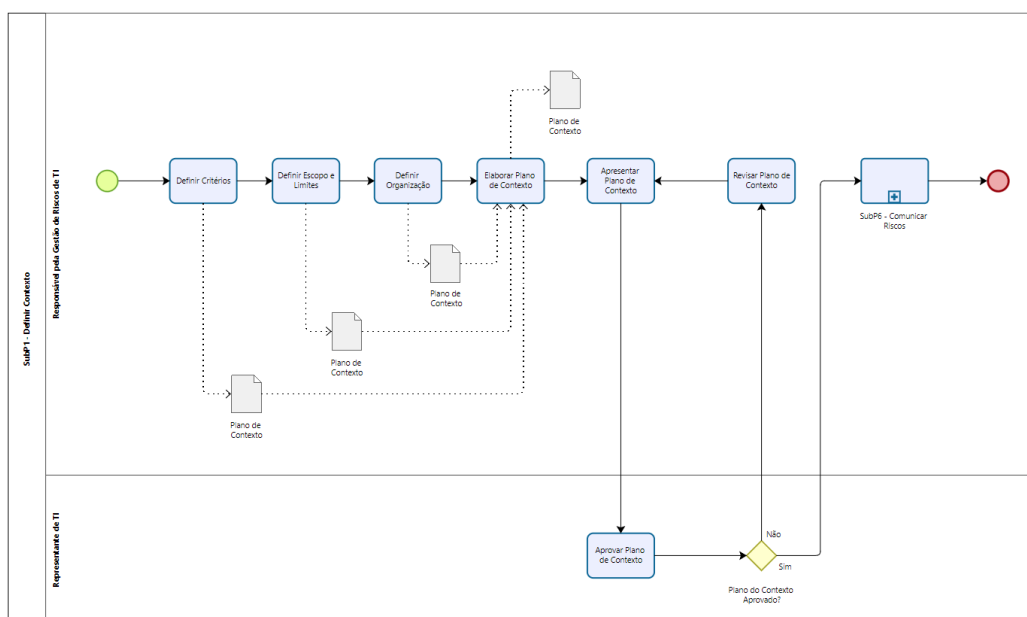 SubP1 - Definir Contexto
Responsável pela Gestão de Riscos de TI
Plano de
Contexto
Definir Critérios
Definir Escopo e
Limites
Definir
Organização
Elaborar Plano
de Contexto
Apresentar
Plano de
Contexto
Revisar Plano de
Contexto
SubP6 - Comunicar
Riscos
Plano de
Contexto
Plano de
Contexto
Plano de
Contexto
Representante de TI
Aprovar Plano
de Contexto
Não
Sim
Plano do Contexto
Aprovado?